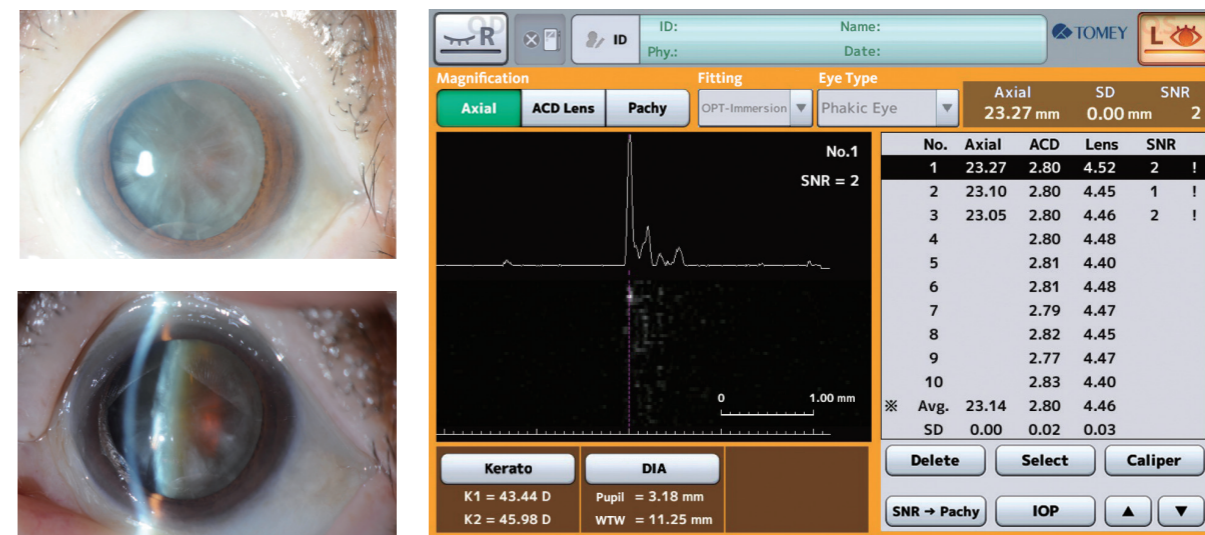 OD R ID ID: Name: TOMEY OS L
Phy.: Date:
Magnification Fitting Eye Type
Axial ACD Lens Pachy OPT-Immersion ▼ Phakic Eye ▼ Axial SD SNR
23.27 mm 0.00 mm 2
No.1
SNR = 2
0 1.00 mm
No. Axial ACD Lens SNR
1 23.27 2.80 4.52 2 !
2 23.10 2.80 4.45 1 !
3 23.05 2.80 4.46 2 !
4 2.80 4.48
5 2.81 4.40
6 2.81 4.48
7 2.79 4.47
8 2.82 4.45
9 2.77 4.47
10 2.83 4.40
※ Avg. 23.14 2.80 4.46
SD 0.00 0.02 0.03
Kerato DIA
K1 = 43.44 D Pupil = 3.18 mm
K2 = 45.98 D WTW = 11.25 mm
Delete Select Caliper
SNR → Pachy IOP ▲ ▼